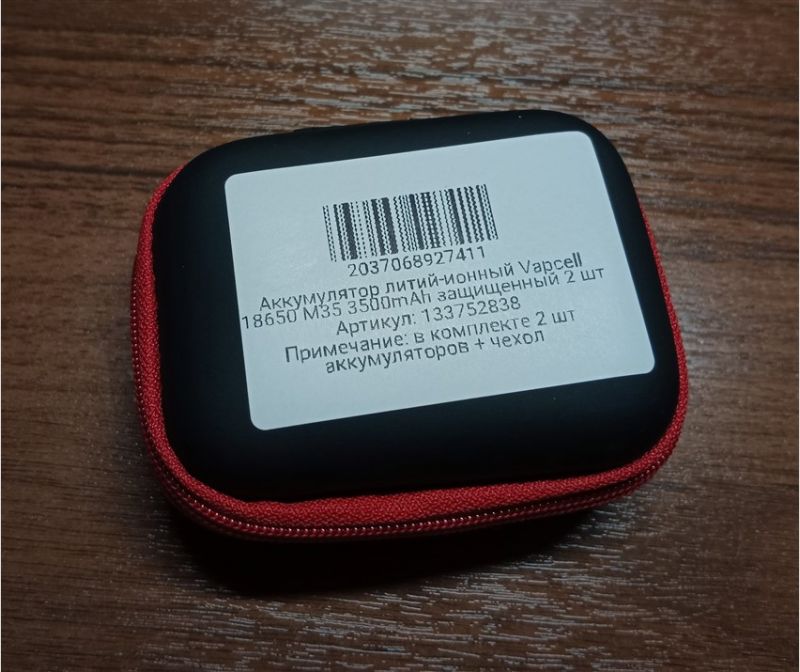 2037068927411
Аккумулятор литий-ионный Vapcell
18650 M35 3500mAh защищенный 2 шт
Артикул: 133752838
Примечание: в комплекте 2 шт
аккумуляторов + чехол